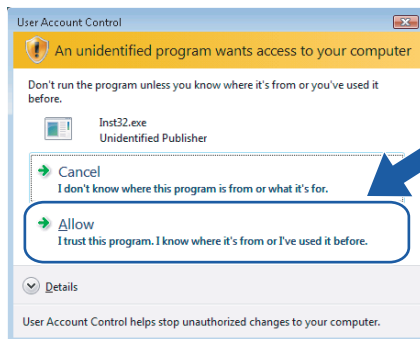 User Account Control
An unidentified program wants access to your computer
Don't run the program unless you know where it's from or you've used it
before.
Inst32.exe
Unidentified Publisher
Cancel
I don't know where this program is from or what it's for.
Allow
I trust this program. I know where it's from or I've used it before.
Details
User Account Control helps stop unauthorized changes to your computer.